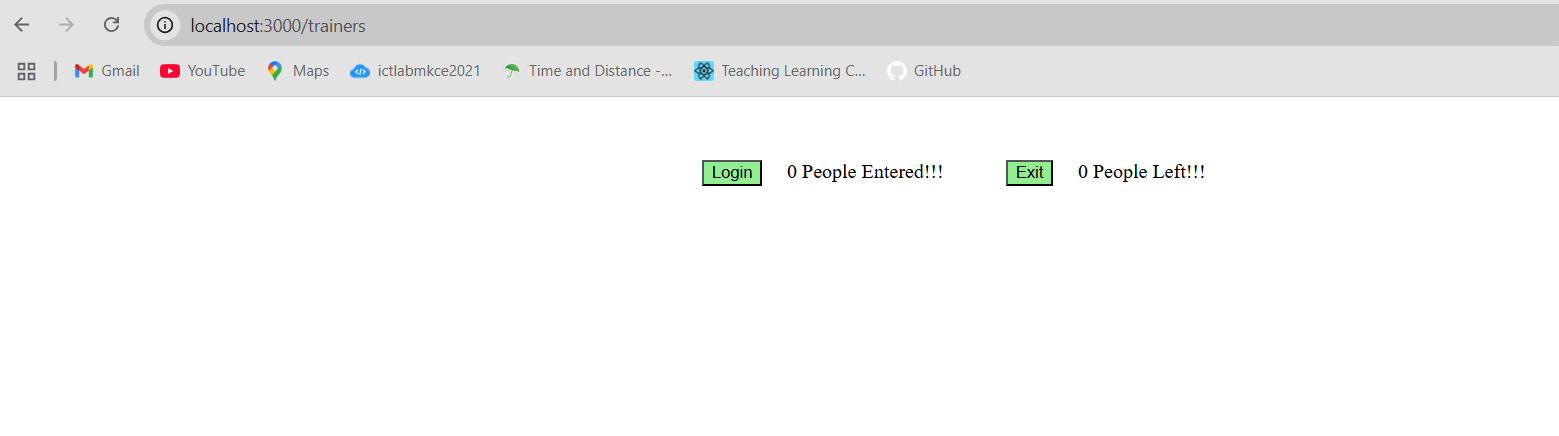 localhost:3000/trainers
Gmail YouTube Maps ictlabmkce2021 Time and Distance -... Teaching Learning C... GitHub
Login 0 People Entered!!! Exit 0 People Left!!!